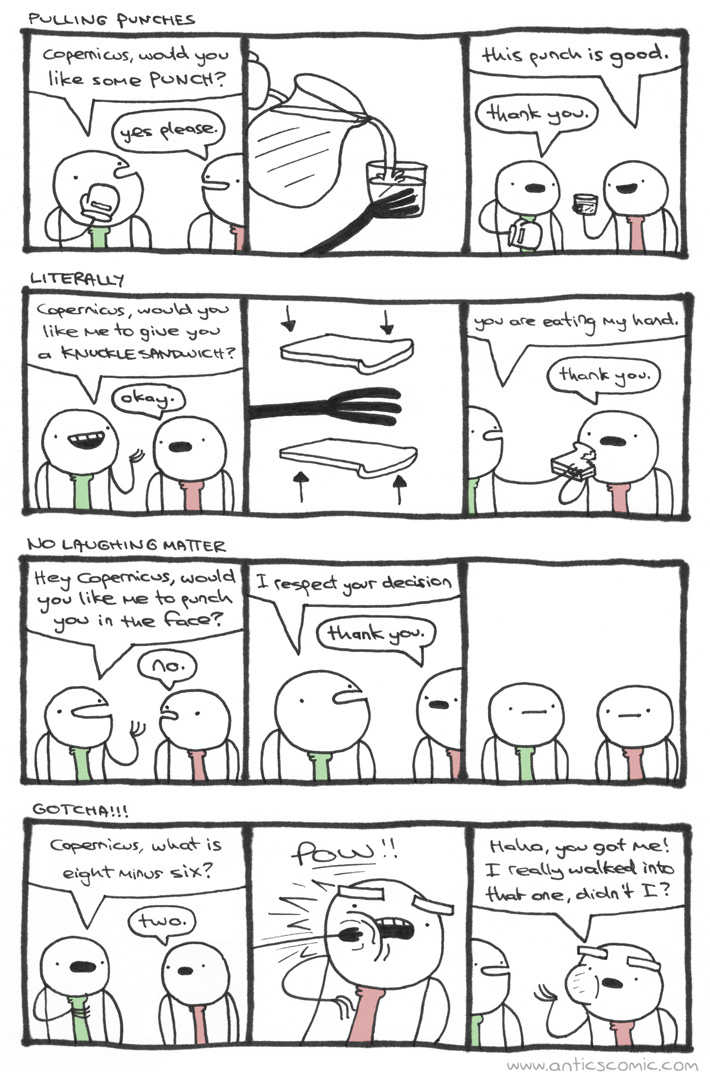 PULLING PUNCHES
Copernicus, would you
like some PUNCH?
yes please.
this punch is good.
thank you.
LITERALLY
Copernicus, would you
like me to give you
a KNUCKLE SANDWICH?
okay.
you are eating my hand.
thank you.
NO LAUGHING MATTER
Hey Copernicus, would
you like me to punch
you in the face?
no.
I respect your decision
thank you.
GOTCHA!!!
Copernicus, what is
eight minus six?
two.
POW!!
Haha, you got me!
I really walked into
that one, didn't I?
www.anticscomic.com